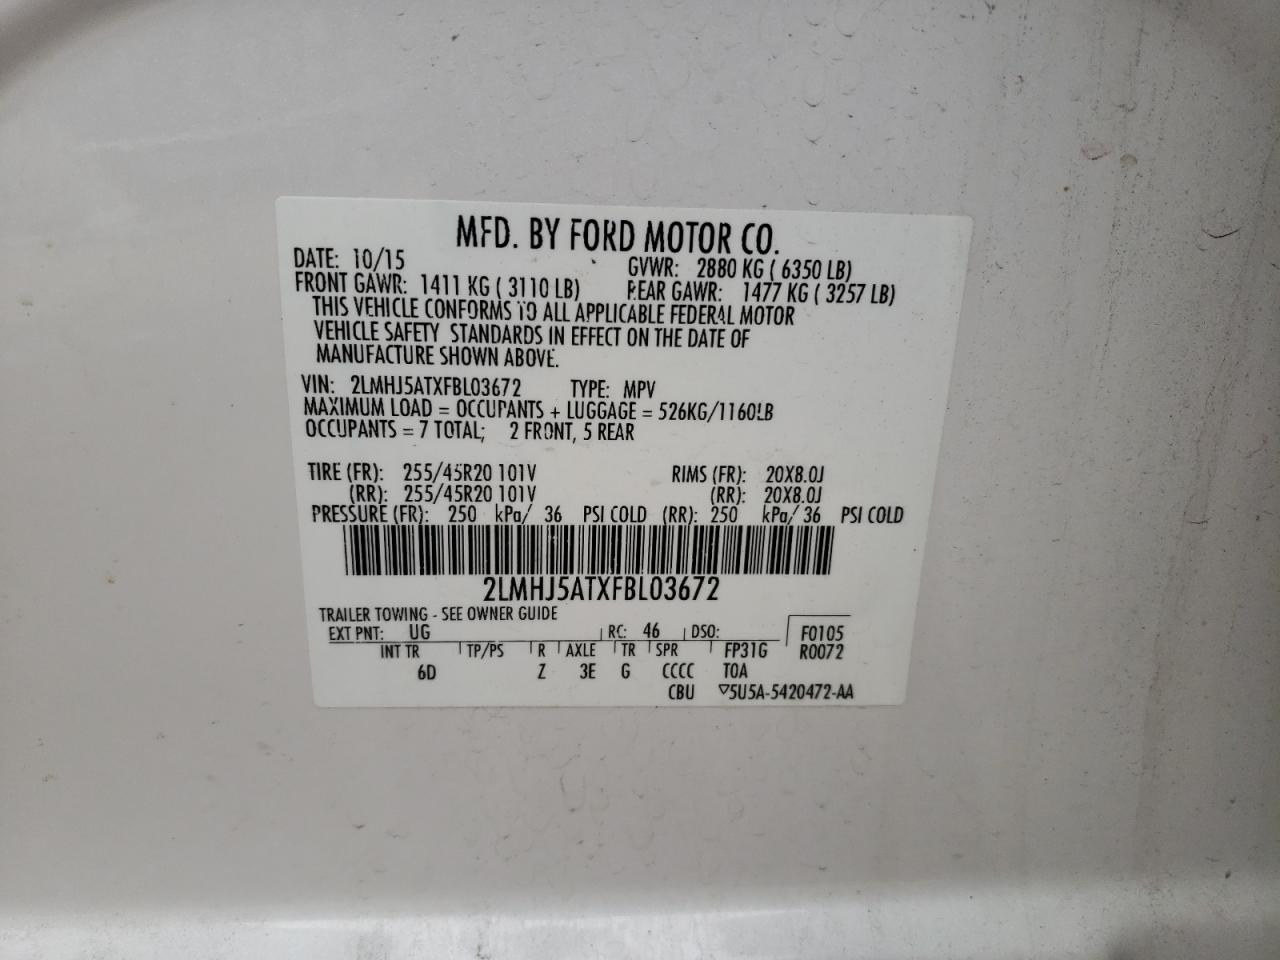 MFD. BY FORD MOTOR CO.
DATE: 10/15 GVWR: 2880 KG ( 6350 LB)
FRONT GAWR: 1411 KG ( 3110 LB) REAR GAWR: 1477 KG ( 3257 LB)
THIS VEHICLE CONFORMS TO ALL APPLICABLE FEDERAL MOTOR
VEHICLE SAFETY STANDARDS IN EFFECT ON THE DATE OF
MANUFACTURE SHOWN ABOVE.
VIN: 2LMHJ5ATXFBL03672 TYPE: MPV
MAXIMUM LOAD = OCCUPANTS + LUGGAGE = 526KG/1160LB
OCCUPANTS = 7 TOTAL; 2 FRONT, 5 REAR
TIRE (FR): 255/45R20 101V RIMS (FR): 20X8.0J
(RR): 255/45R20 101V (RR): 20X8.0J
PRESSURE (FR): 250 kPa/ 36 PSI COLD (RR): 250 kPa/ 36 PSI COLD
2LMHJ5ATXFBL03672
TRAILER TOWING - SEE OWNER GUIDE
EXT PNT: UG RC: 46 DSO: F0105
INT TR TP/PS R AXLE TR SPR FP31G R0072
6D Z 3E G CCCC T0A
CBU ▽5U5A-5420472-AA